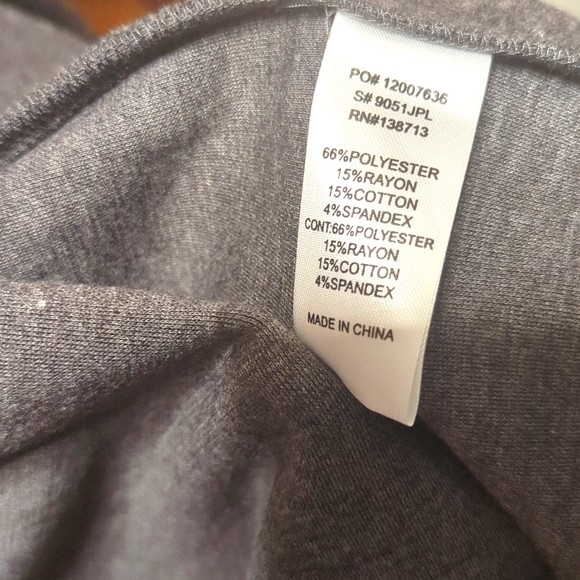 PO# 12007636
S# 9051JPL
RN#138713
66%POLYESTER
15%RAYON
15%COTTON
4%SPANDEX
CONT:66%POLYESTER
15%RAYON
15%COTTON
4%SPANDEX
MADE IN CHINA